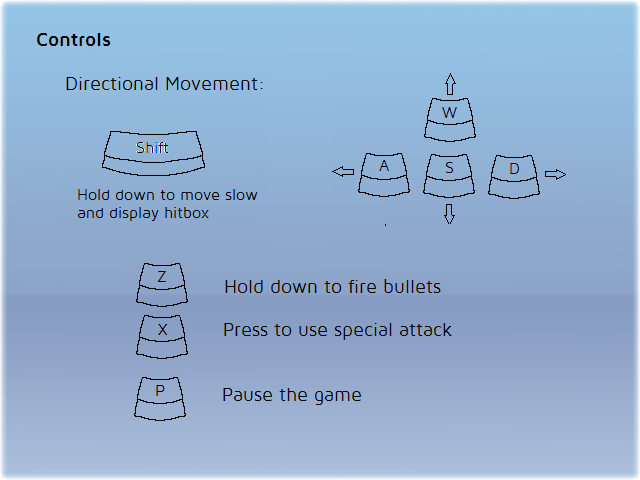 Controls
Directional Movement:
W
Shift
A S D
Hold down to move slow
and display hitbox
Z
Hold down to fire bullets
X
Press to use special attack
P
Pause the game